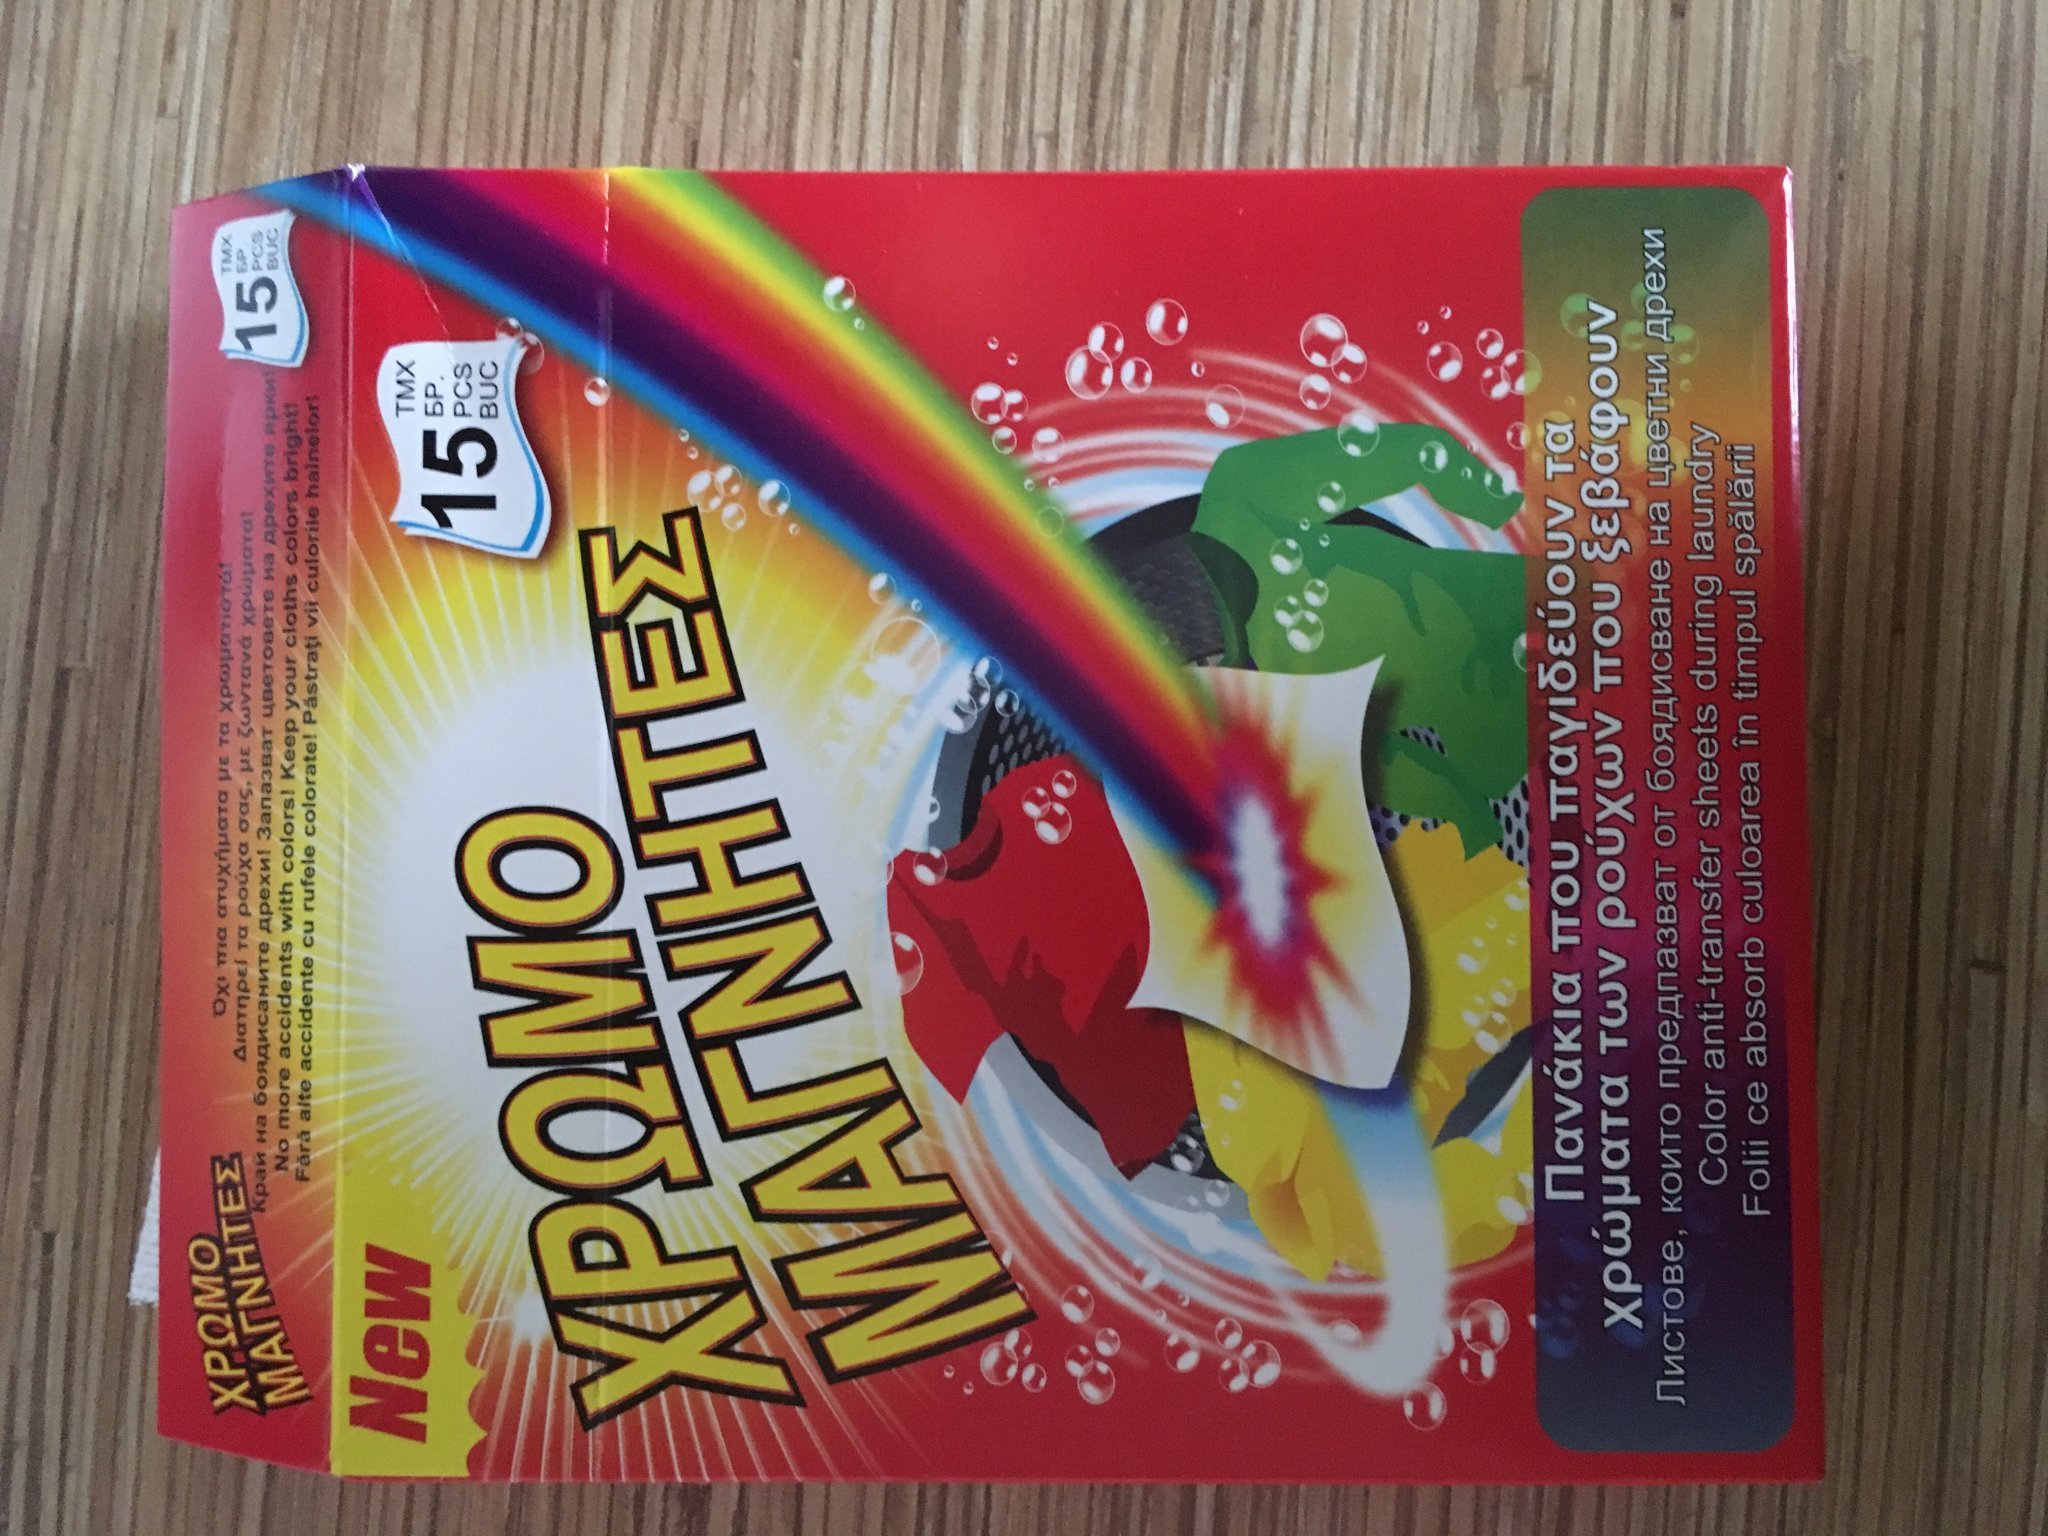 ΧΡΩΜΟ
ΜΑΓΝΗΤΕΣ
Όχι πια ατυχήματα με τα χρωματιστά!
Διατηρεί τα ρούχα σας, με ζωντανά χρώματα!
Край на боядисаните дрехи! Запазват цветовете на дрехите ярки!
No more accidents with colors! Keep your cloths colors bright!
Fără alte accidente cu rufele colorate! Păstraţi vii culorile hainelor!
15 ΤΜΧ
БР.
PCS
BUC
New
15 ΤΜΧ
БР.
PCS
BUC
ΧΡΩΜΟ
ΜΑΓΝΗΤΕΣ
Πανάκια που παγιδεύουν τα
χρώματα των ρούχων που ξεβάφουν
Листове, които предпазват от боядисване на цветни дрехи
Color anti-transfer sheets during laundry
Folii ce absorb culoarea în timpul spălării